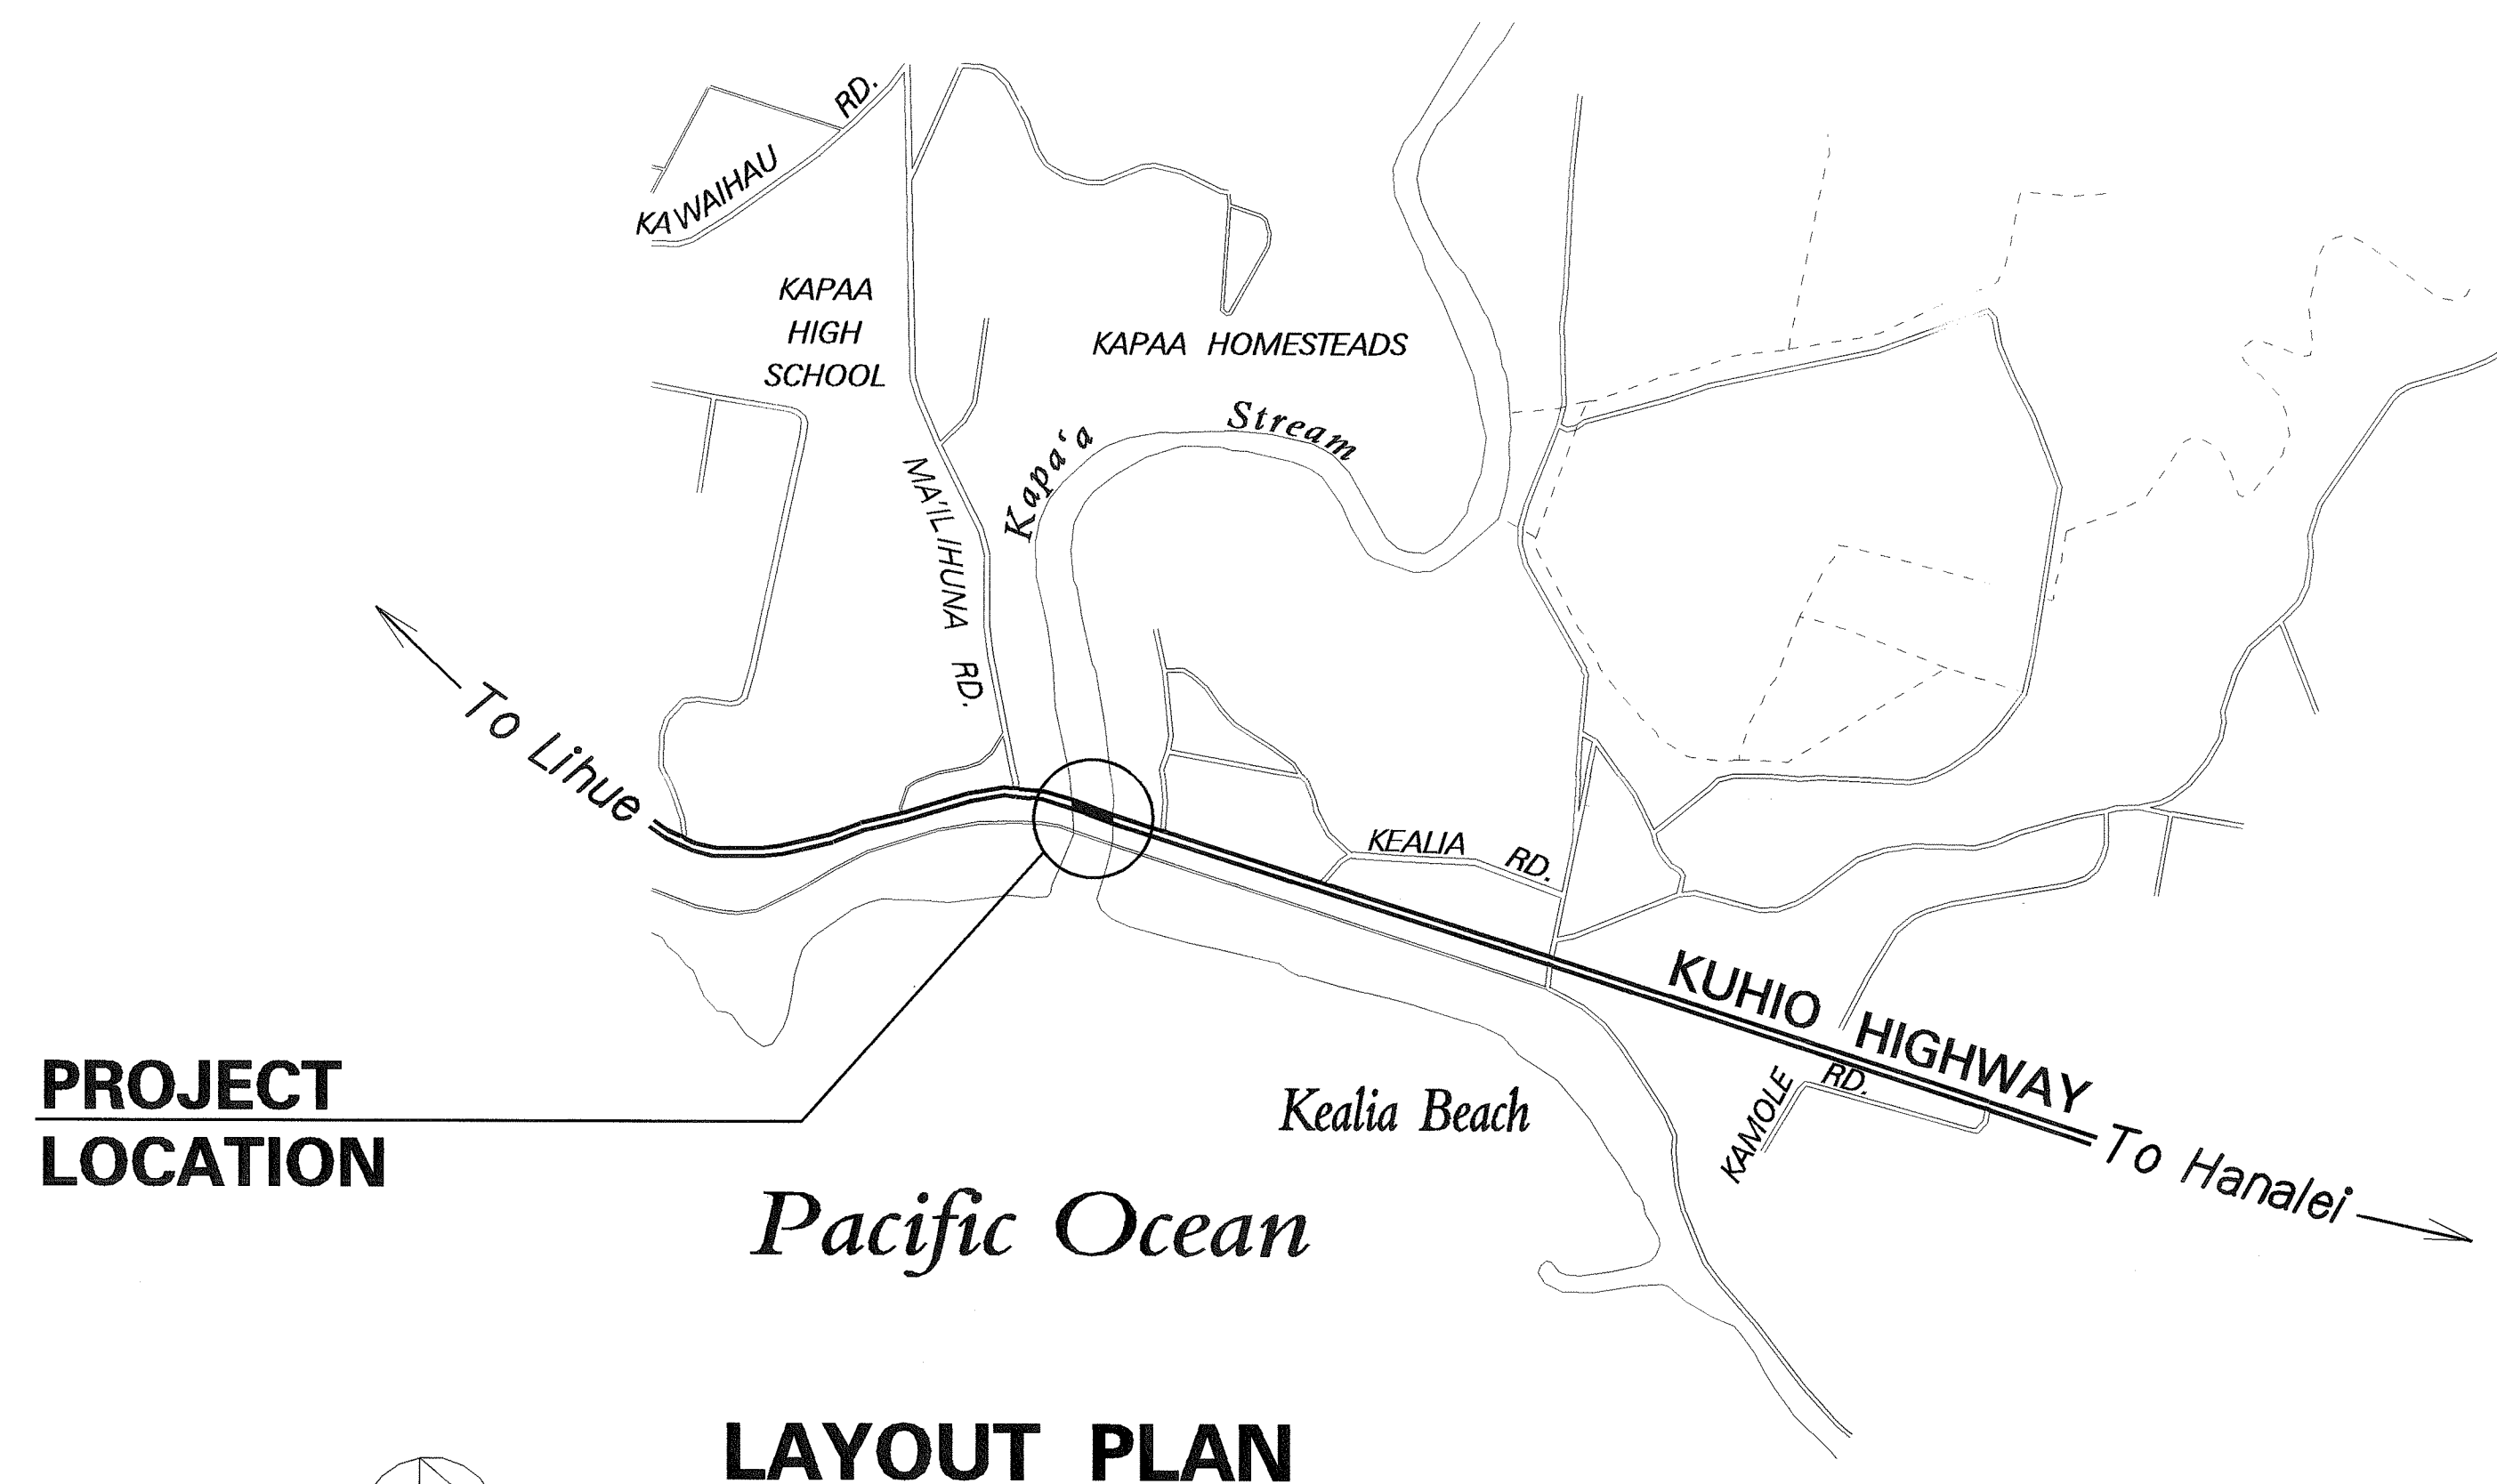 KAWAIHAU RD.
KAPAA
HIGH
SCHOOL
KAPAA HOMESTEADS
Kapa'a Stream
MA'ILIHUNA RD.
To Lihue
KEALIA RD.
KUHIO HIGHWAY
KAMOLE RD.
To Hanalei
Kealia Beach
PROJECT
LOCATION
Pacific Ocean
LAYOUT PLAN